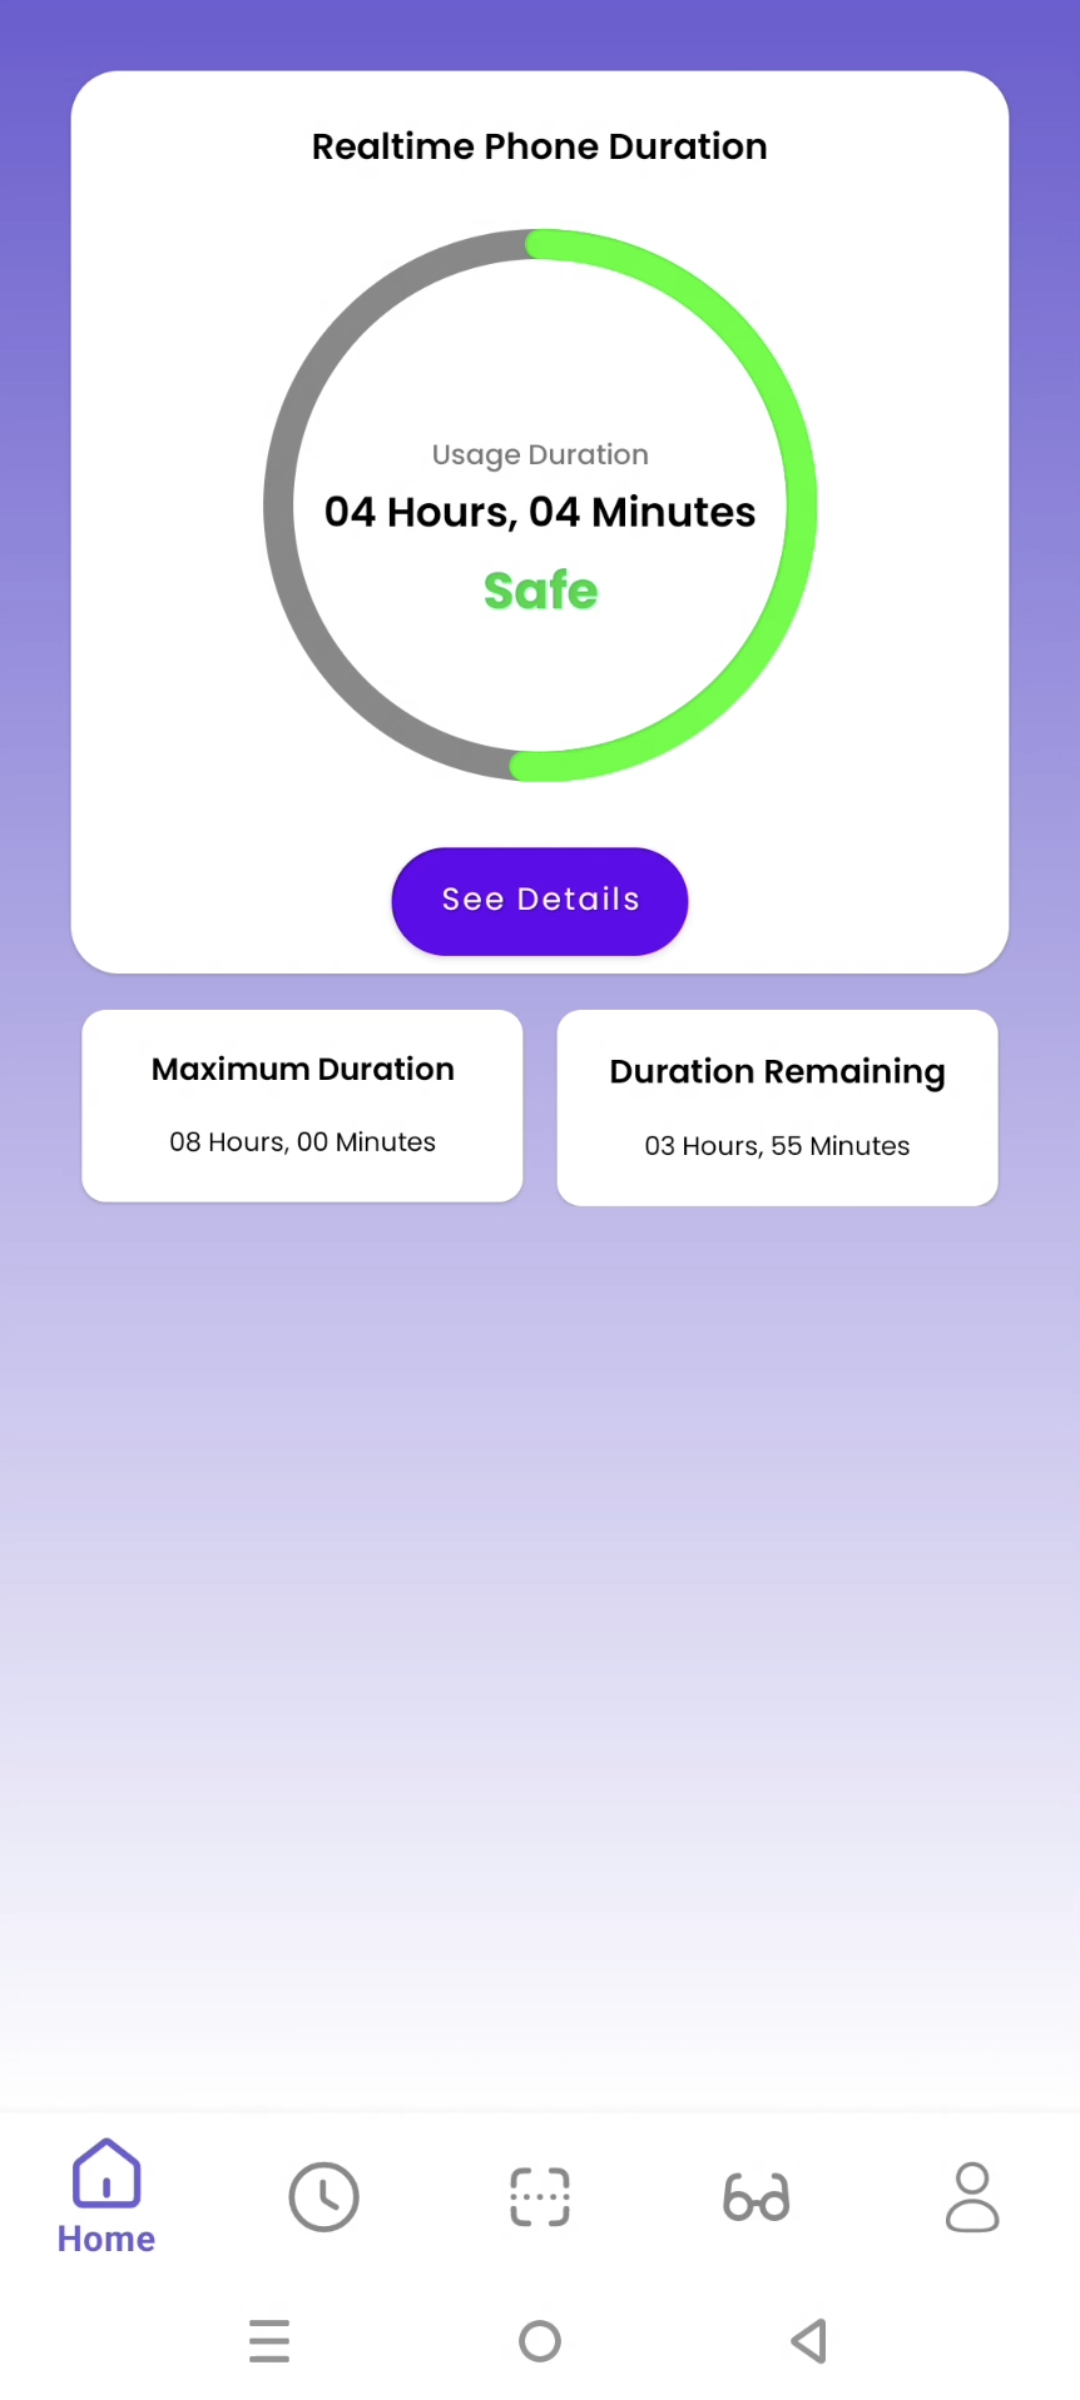 Realtime Phone Duration
Usage Duration
04 Hours, 04 Minutes
Safe
See Details
Maximum Duration
08 Hours, 00 Minutes
Duration Remaining
03 Hours, 55 Minutes
Home